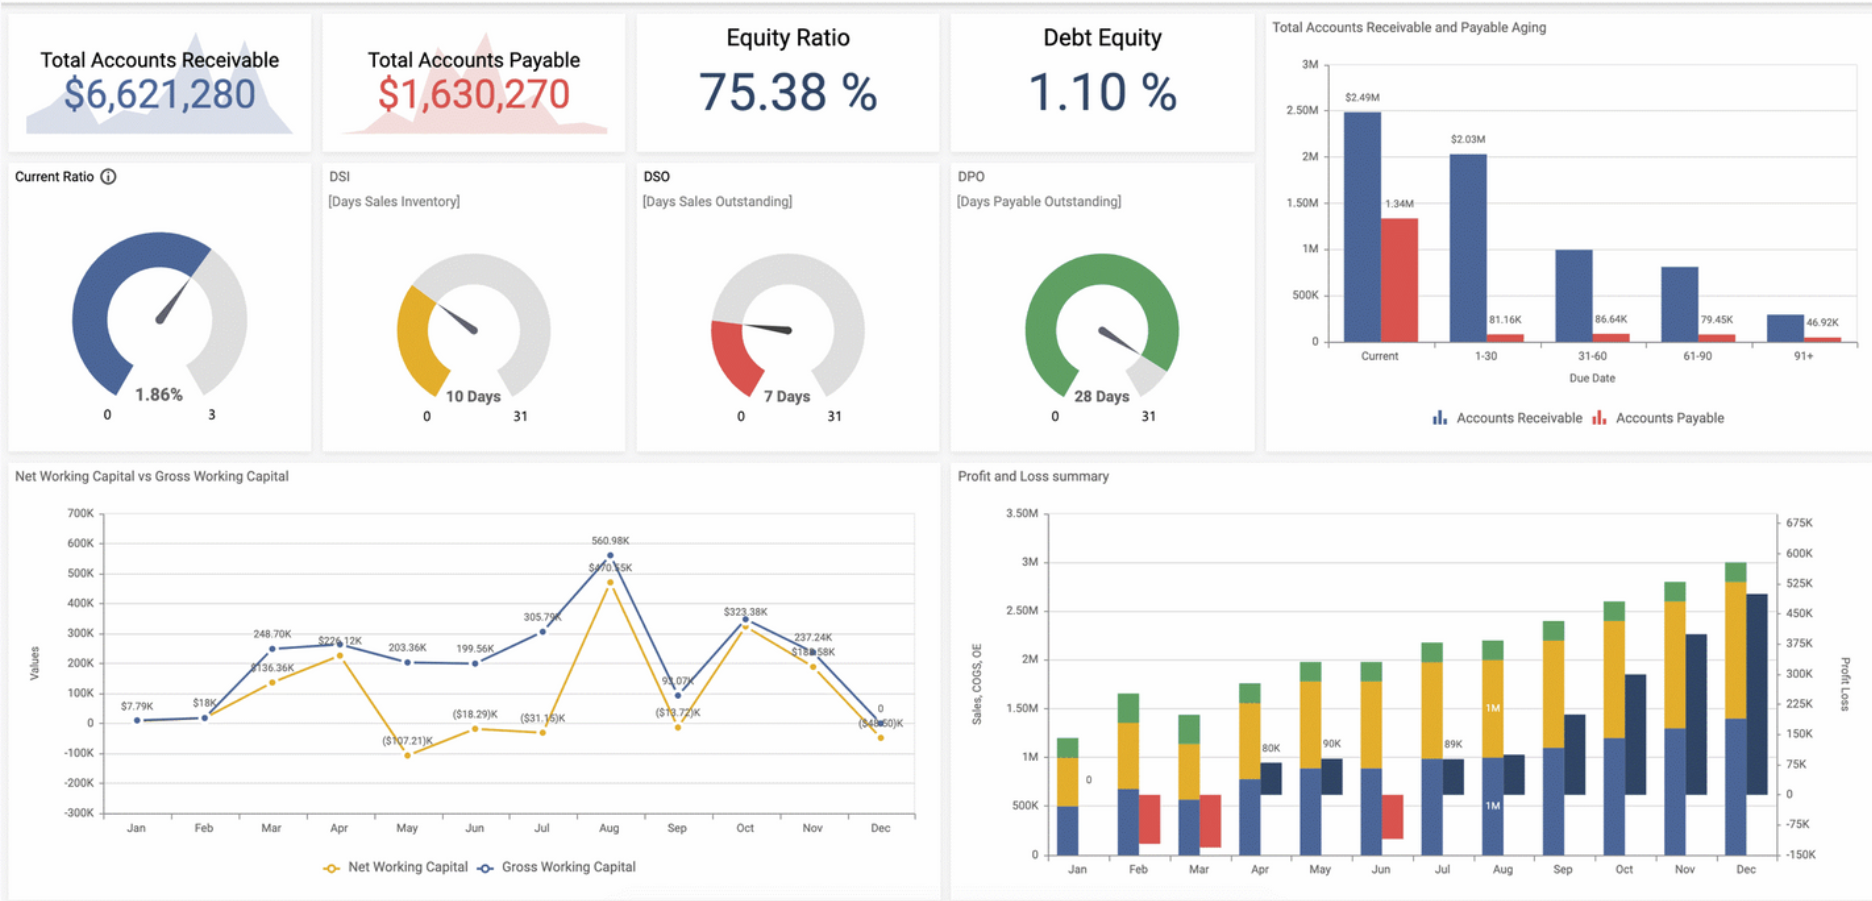 Total Accounts Receivable
$6,621,280
Total Accounts Payable
$1,630,270
Equity Ratio
75.38 %
Debt Equity
1.10 %
Current Ratio
1.86%
0 3
DSI
[Days Sales Inventory]
10 Days
0 31
DSO
[Days Sales Outstanding]
7 Days
0 31
DPO
[Days Payable Outstanding]
28 Days
0 31
Total Accounts Receivable and Payable Aging
3M
2.50M
2M
1.50M
1M
500K
0
$2.49M
1.34M
$2.03M
81.16K
86.64K
79.45K
46.92K
Current 1-30 31-60 61-90 91+
Due Date
Accounts Receivable Accounts Payable
Net Working Capital vs Gross Working Capital
Values
700K
600K
500K
400K
300K
200K
100K
0
-100K
-200K
-300K
$7.79K
$18K
248.70K
$136.36K
$226.12K
203.36K
($107.21)K
199.56K
($18.29)K
305.79K
($31.15)K
560.98K
$470.55K
93.07K
($13.72)K
$323.38K
237.24K
0
Jan Feb Mar Apr May Jun Jul Aug Sep Oct Nov Dec
Net Working Capital Gross Working Capital
Profit and Loss summary
Sales, COGS, OE
3.50M
3M
2.50M
2M
1.50M
1M
500K
0
0
80K
90K
89K
1M
1M
675K
600K
525K
450K
375K
300K
225K
150K
75K
0
-75K
-150K
Profit Loss
Jan Feb Mar Apr May Jun Jul Aug Sep Oct Nov Dec